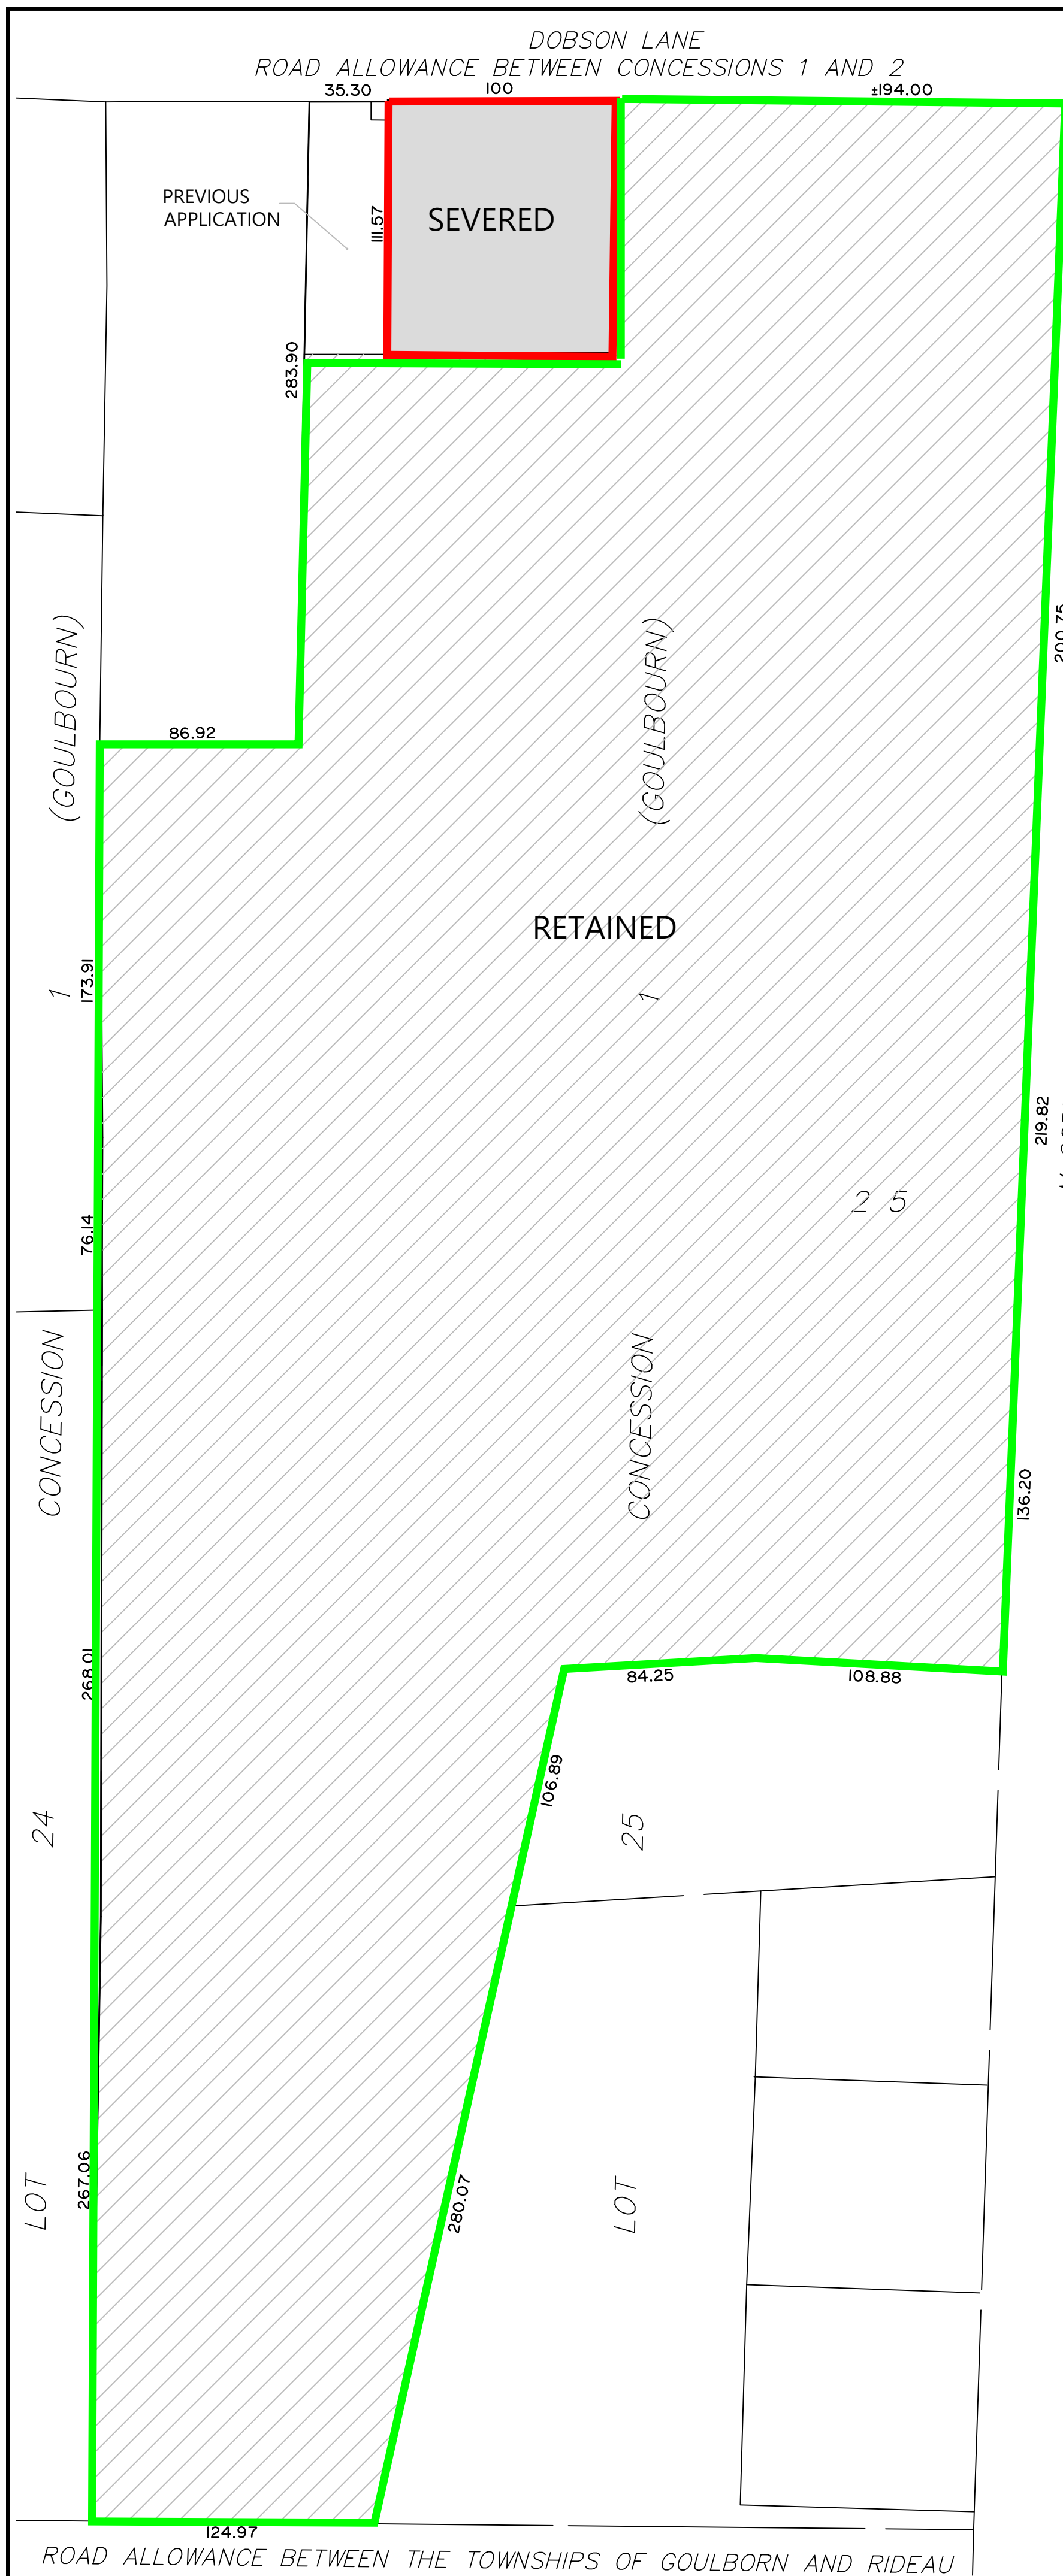 DOBSON LANE
ROAD ALLOWANCE BETWEEN CONCESSIONS 1 AND 2
35.30
100
±194.00
PREVIOUS
APPLICATION
111.57
SEVERED
283.90
200.75
(GOULBOURN)
(GOULBOURN)
86.92
RETAINED
173.91
1
1
219.82
25
76.14
CONCESSION
CONCESSION
136.20
268.01
84.25
108.88
106.89
24
25
267.06
280.07
LOT
LOT
124.97
ROAD ALLOWANCE BETWEEN THE TOWNSHIPS OF GOULBORN AND RIDEAU